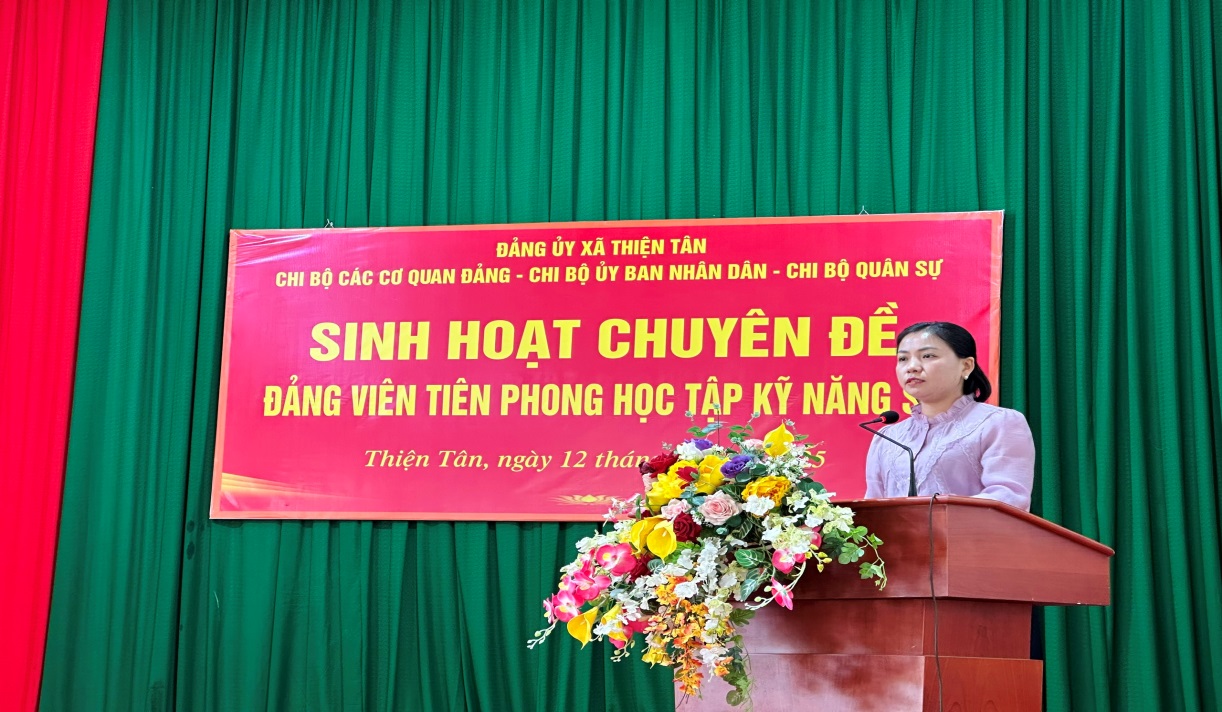 ĐẢNG ỦY XÃ THIỆN TÂN
CHI BỘ CÁC CƠ QUAN ĐẢNG - CHI BỘ ỦY BAN NHÂN DÂN - CHI BỘ QUÂN SỰ
SINH HOẠT CHUYÊN ĐỀ
ĐẢNG VIÊN TIÊN PHONG HỌC TẬP KỸ NĂNG
Thiện Tân, ngày 12